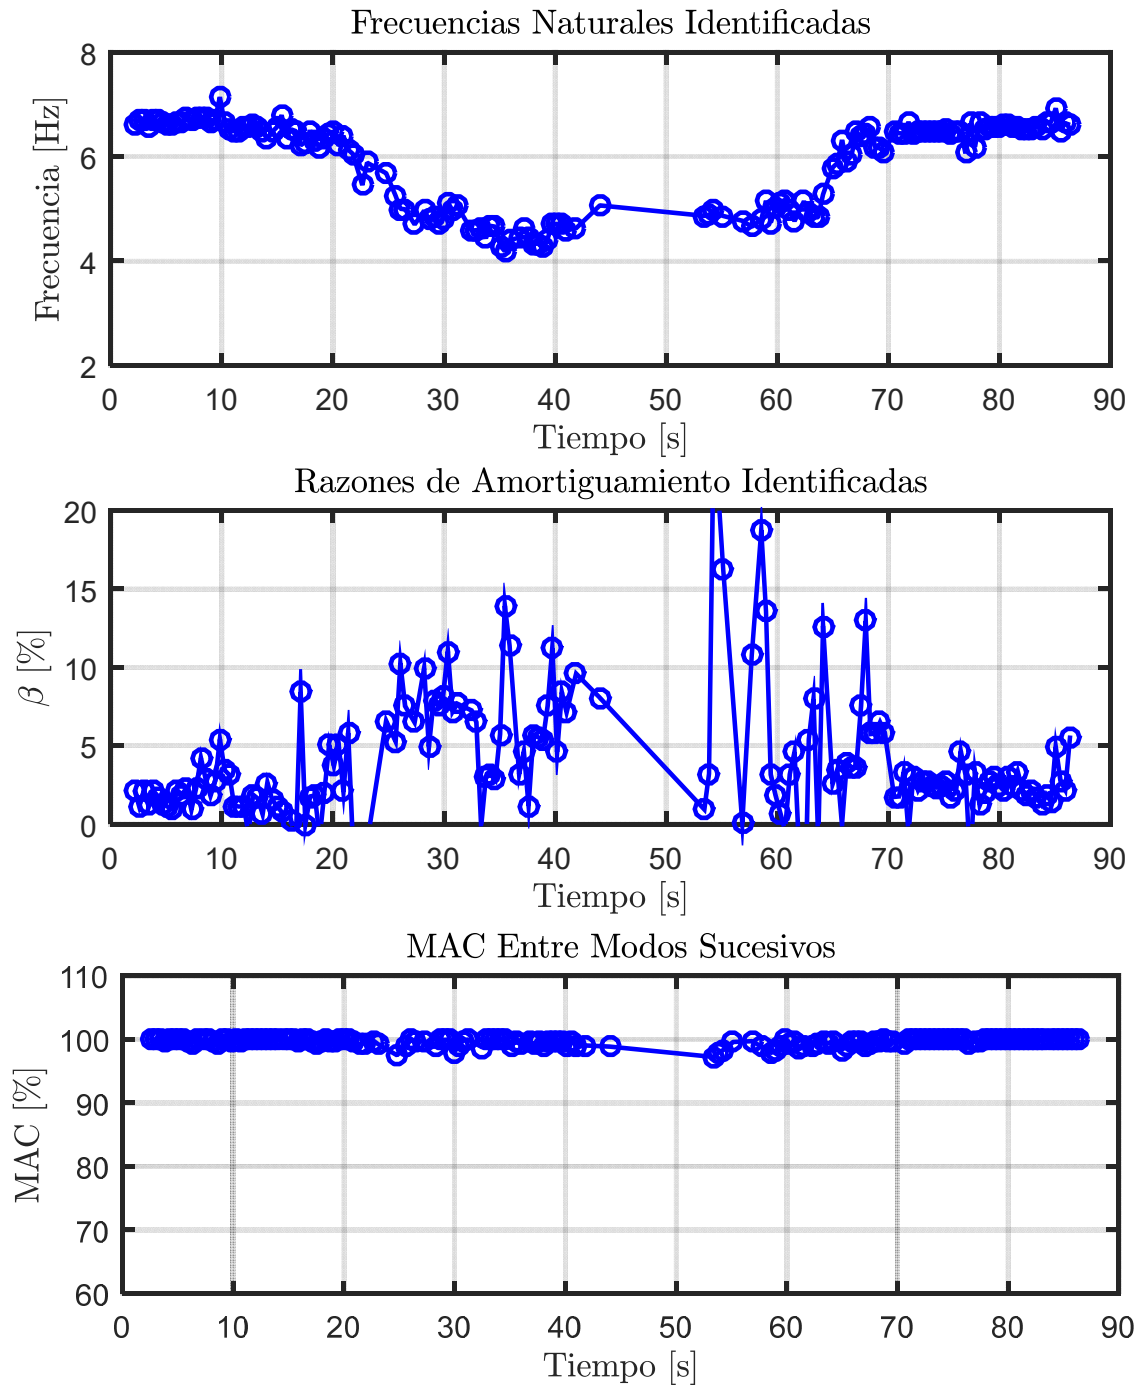 Frecuencias Naturales Identificadas
8
6
4
2
Frecuencia [Hz]
0 10 20 30 40 50 60 70 80 90
Tiempo [s]
Razones de Amortiguamiento Identificadas
20
15
10
5
0
β [%]
0 10 20 30 40 50 60 70 80 90
Tiempo [s]
MAC Entre Modos Sucesivos
110
100
90
80
70
60
MAC [%]
0 10 20 30 40 50 60 70 80 90
Tiempo [s]